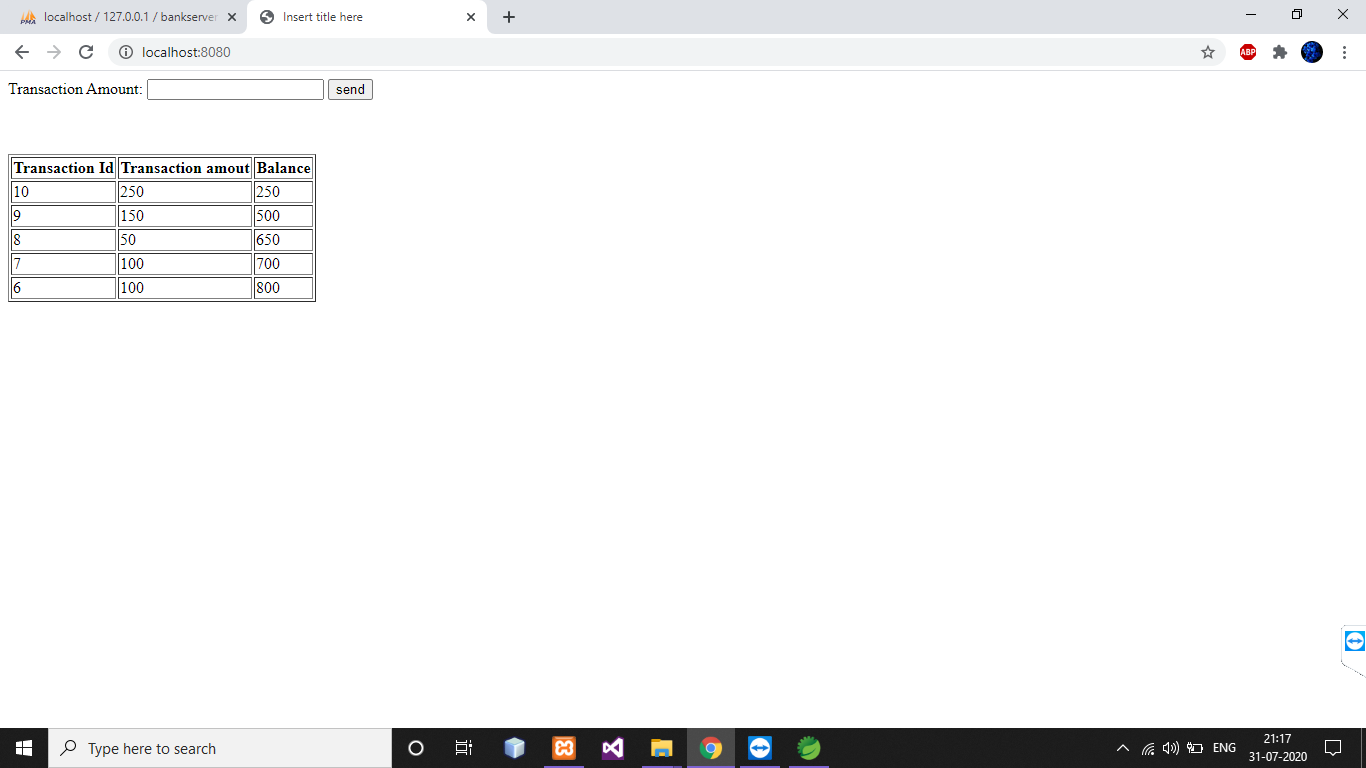 localhost / 127.0.0.1 / bankserver
Insert title here
localhost:8080
ABP
Transaction Amount: send
Transaction Id Transaction amout Balance
10 250 250
9 150 500
8 50 650
7 100 700
6 100 800
Type here to search
ENG
21:17
31-07-2020